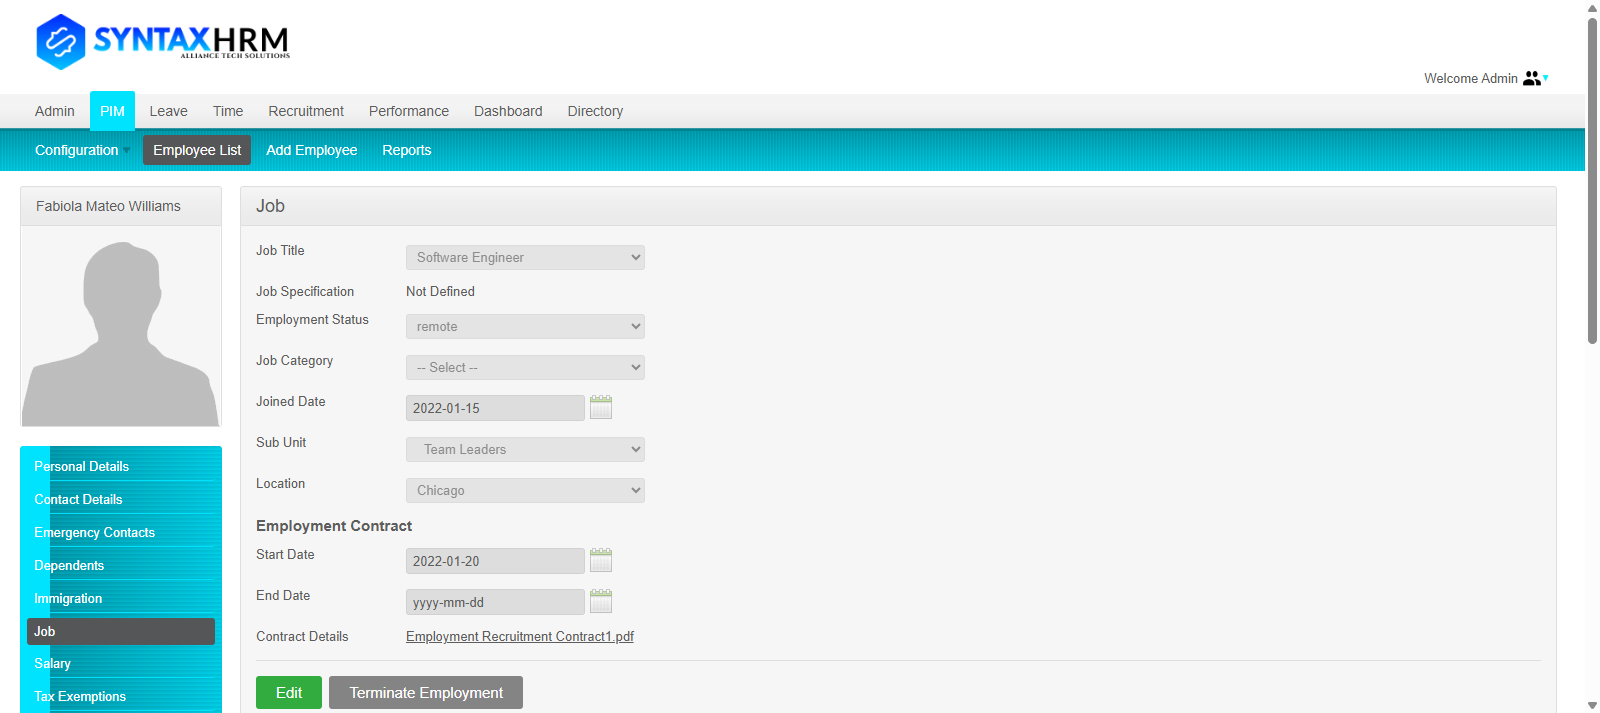 SYNTAXHRM
ALLIANCE TECH SOLUTIONS
Welcome Admin
Admin PIM Leave Time Recruitment Performance Dashboard Directory
Configuration Employee List Add Employee Reports
Fabiola Mateo Williams
Personal Details
Contact Details
Emergency Contacts
Dependents
Immigration
Job
Salary
Tax Exemptions
Job
Job Title Software Engineer
Job Specification Not Defined
Employment Status remote
Job Category -- Select --
Joined Date 2022-01-15
Sub Unit Team Leaders
Location Chicago
Employment Contract
Start Date 2022-01-20
End Date yyyy-mm-dd
Contract Details Employment Recruitment Contract1.pdf
Edit Terminate Employment